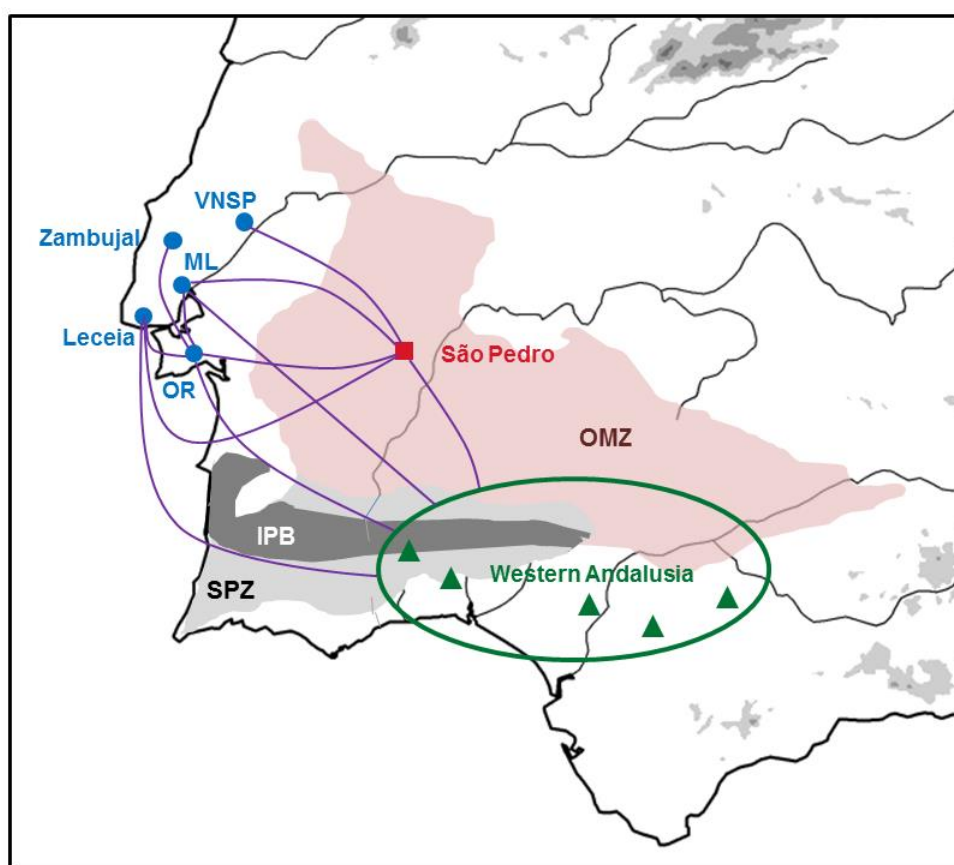 VNSP
Zambujal
ML
Leceia
São Pedro
OR
OMZ
IPB
Western Andalusia
SPZ